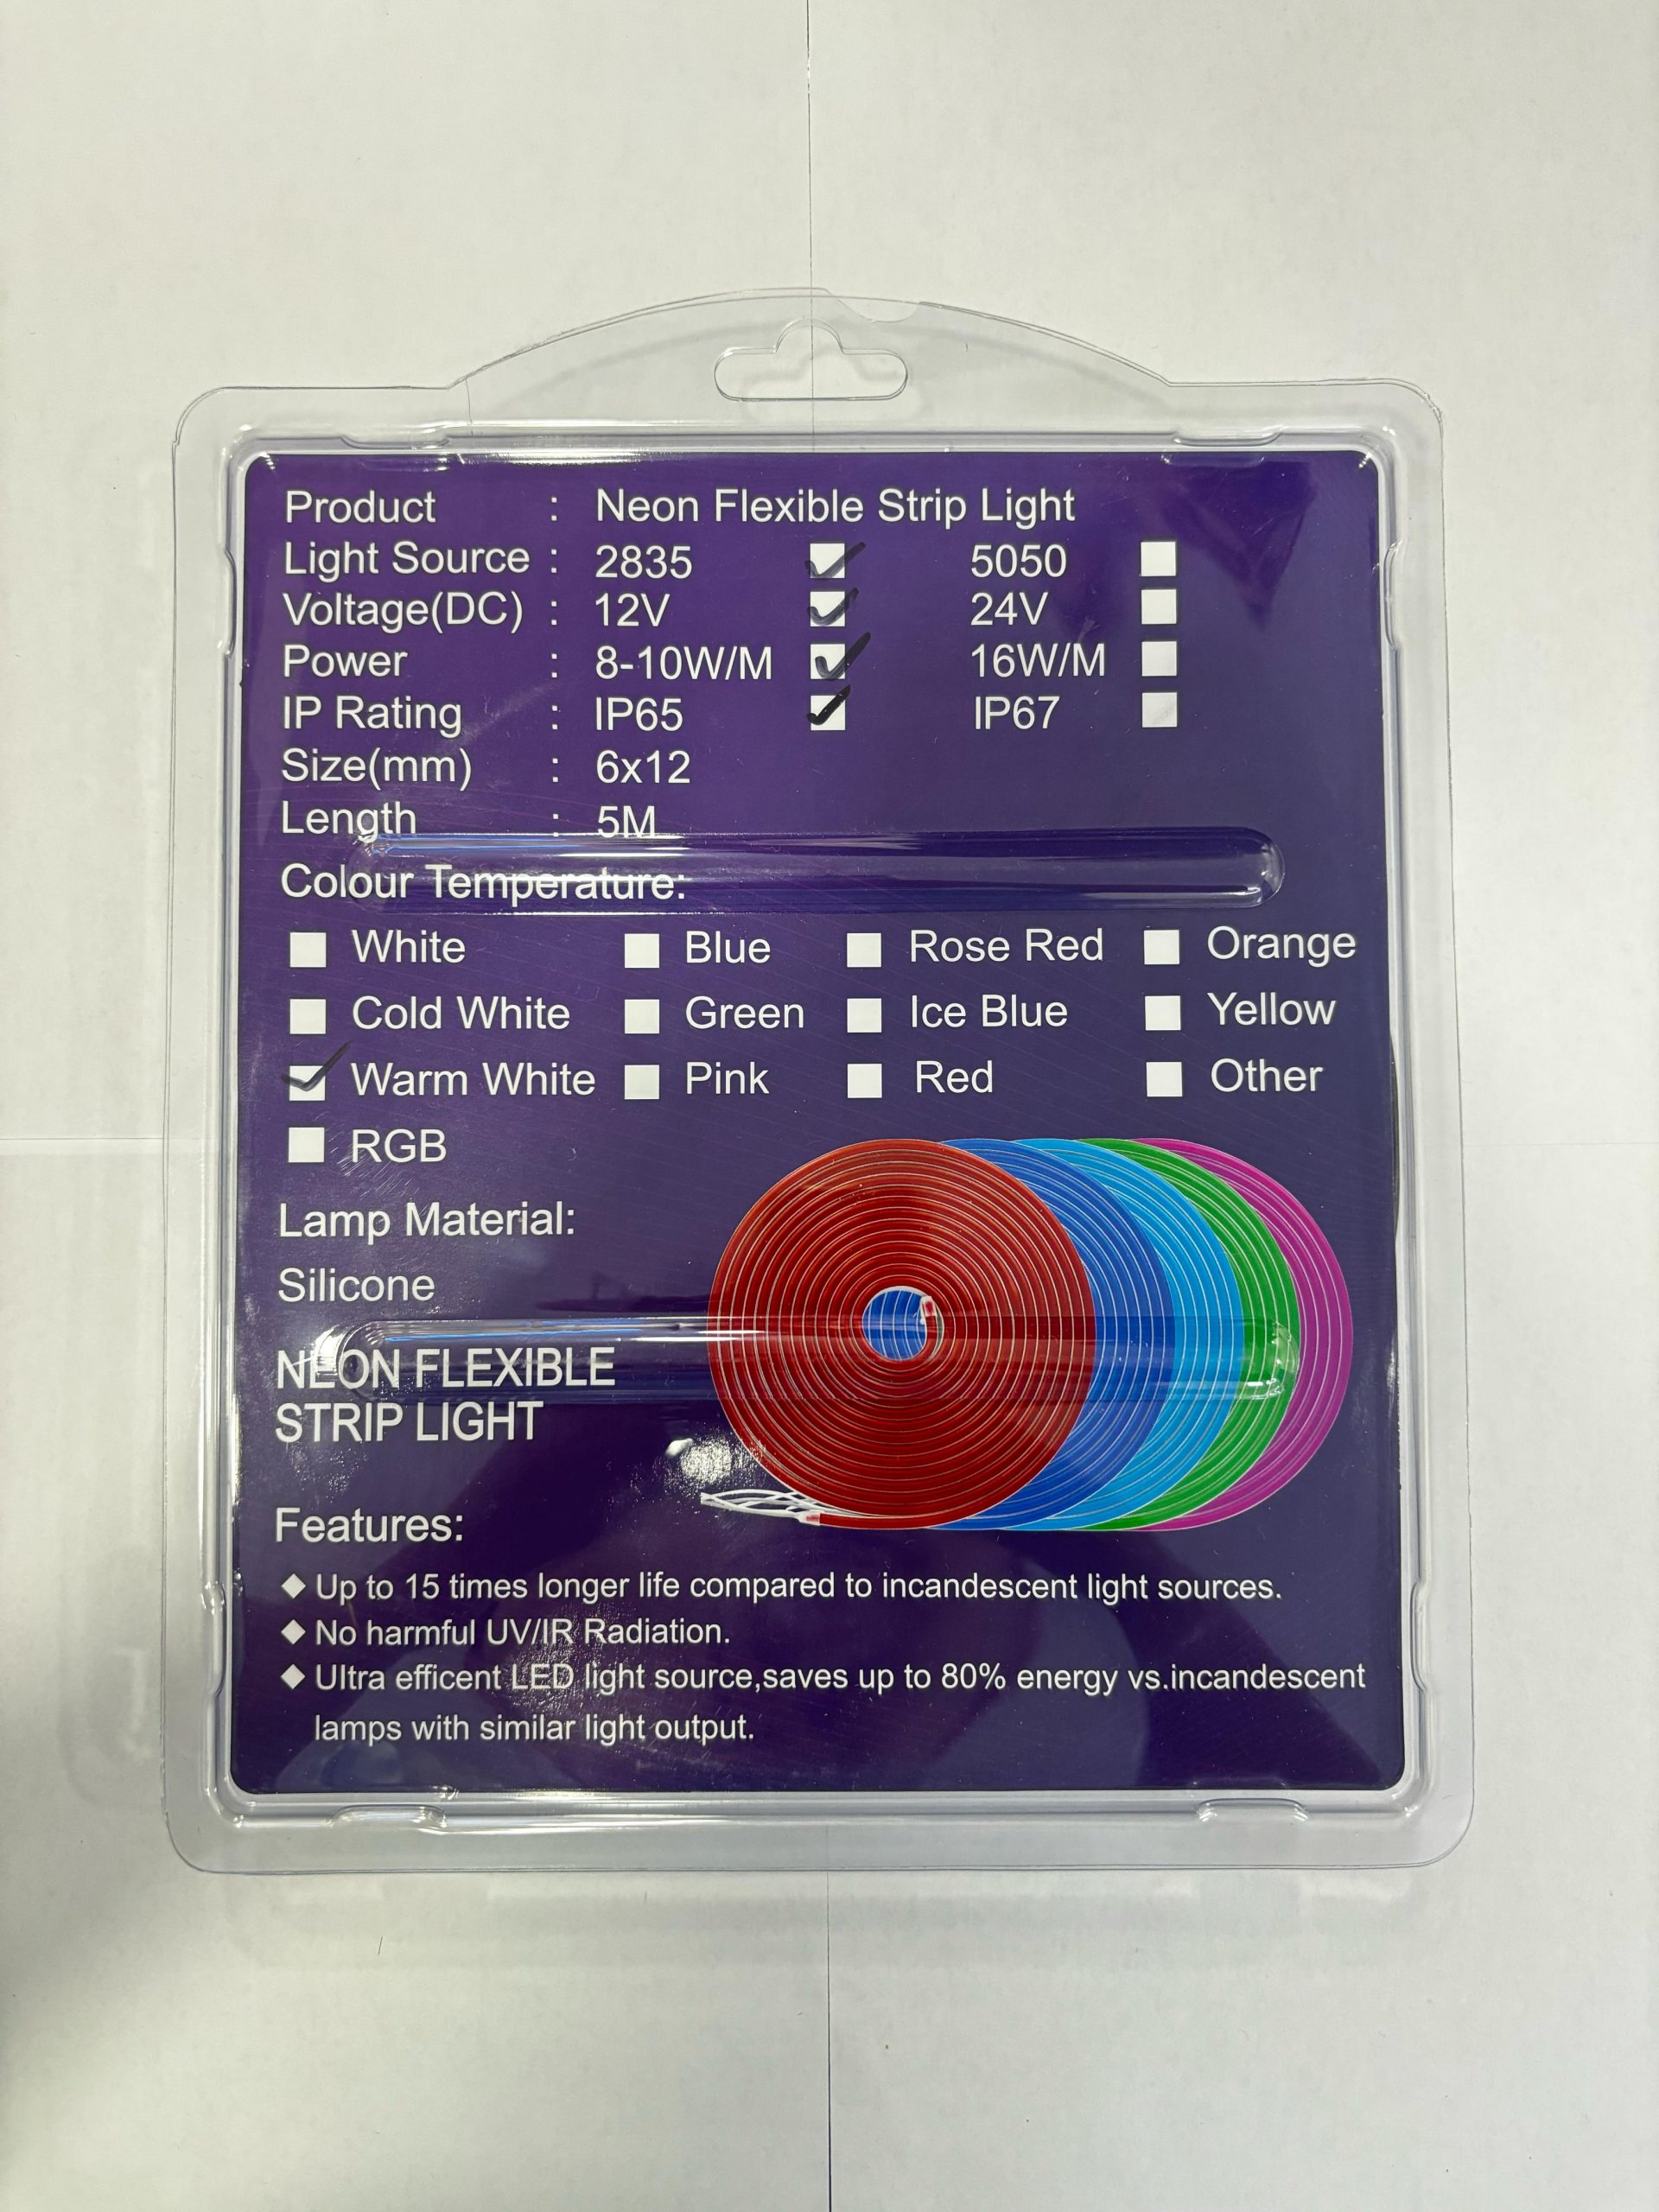 Product : Neon Flexible Strip Light
Light Source : 2835 5050
Voltage(DC) : 12V 24V
Power : 8-10W/M 16W/M
IP Rating : IP65 IP67
Size(mm) : 6x12
Length : 5M
Colour Temperature:
White Blue Rose Red Orange
Cold White Green Ice Blue Yellow
Warm White Pink Red Other
RGB
Lamp Material:
Silicone
NEON FLEXIBLE
STRIP LIGHT
Features:
◆ Up to 15 times longer life compared to incandescent light sources.
◆ No harmful UV/IR Radiation.
◆ Ultra efficent LED light source,saves up to 80% energy vs.incandescent
lamps with similar light output.